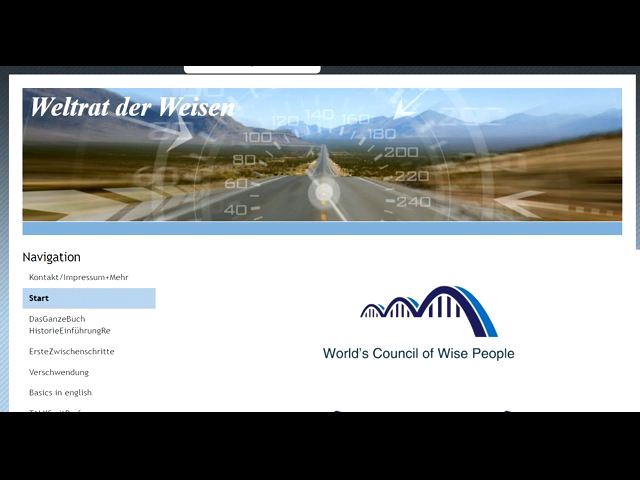 Weltrat der Weisen
40
60
80
100
120
140
160
180
200
220
240
Navigation
Kontakt/Impressum+Mehr
Start
DasGanzeBuch
HistorieEinführungRe
ErsteZwischenschritte
Verschwendung
Basics in english
World's Council of Wise People